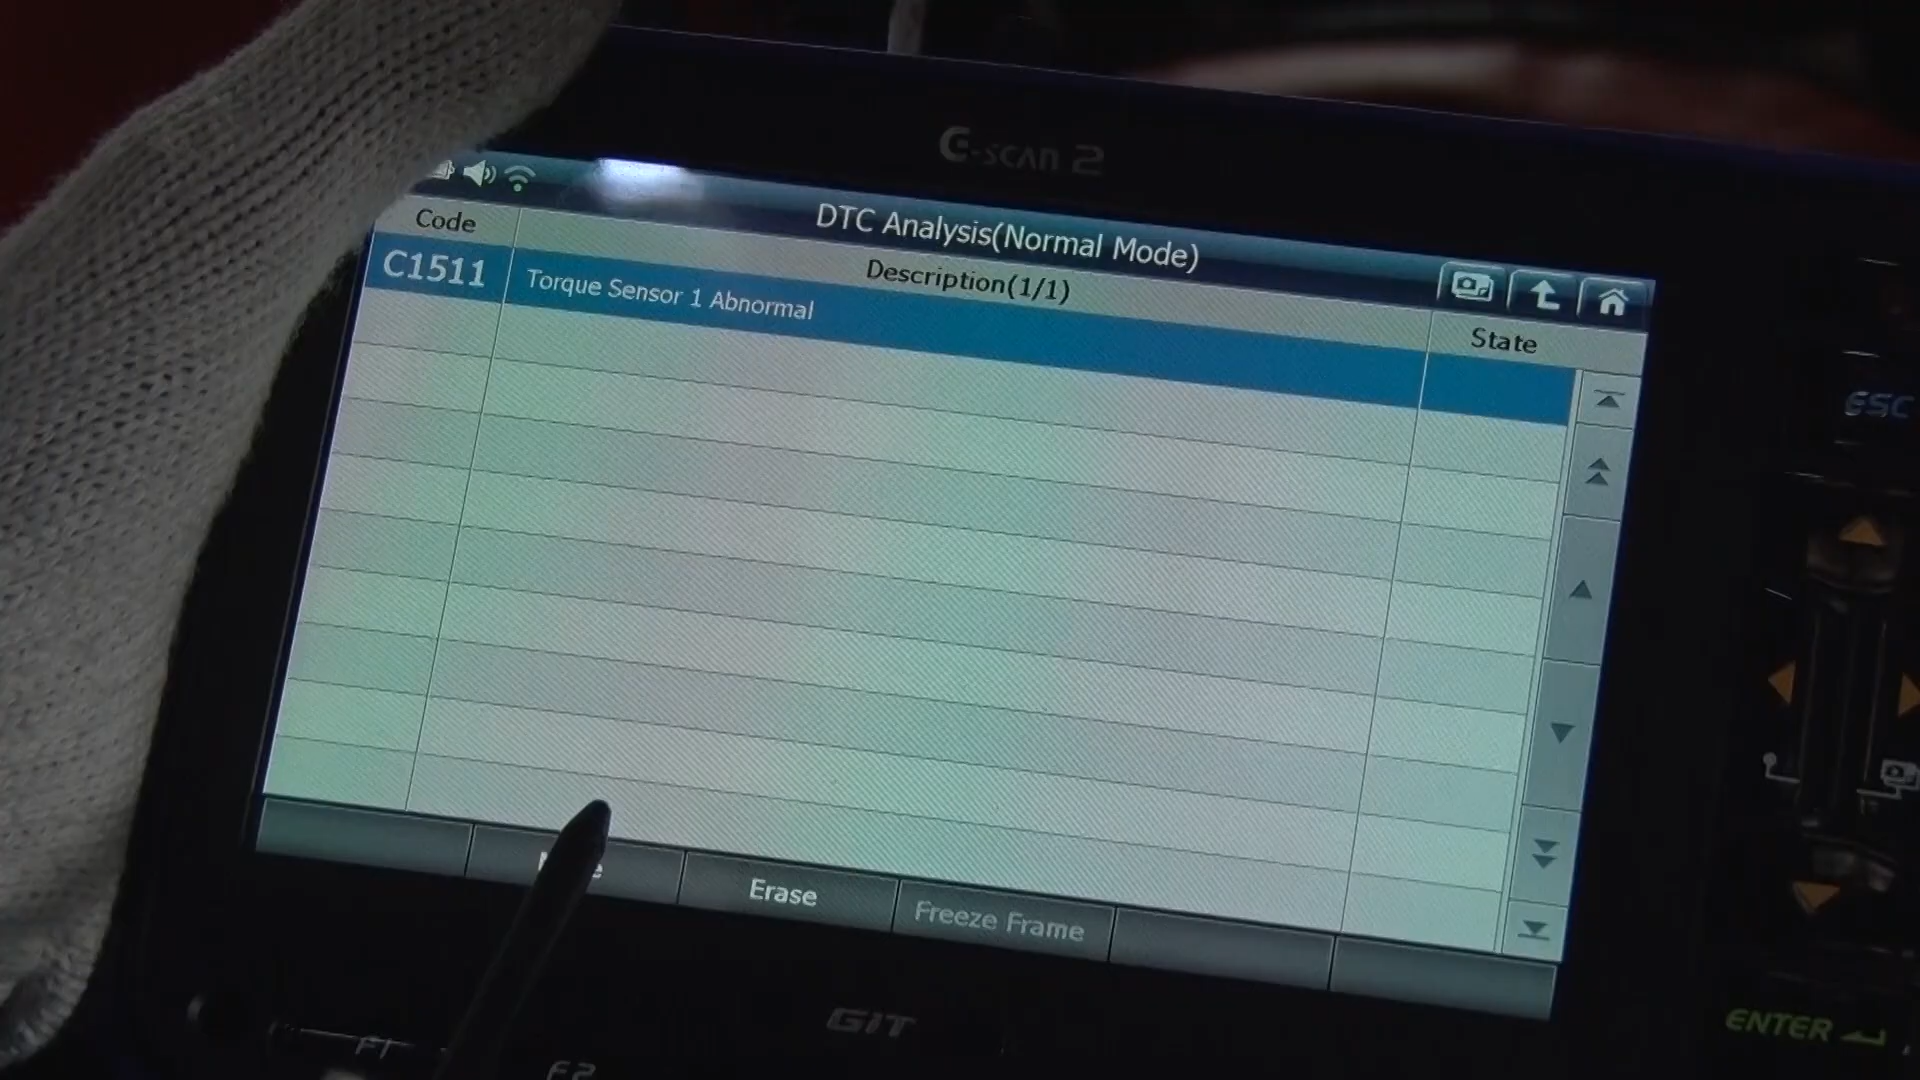 G-scan 2
DTC Analysis(Normal Mode)
Code
Description(1/1)
State
C1511
Torque Sensor 1 Abnormal
Erase
Freeze Frame
GIT
F1
F2
ESC
ENTER